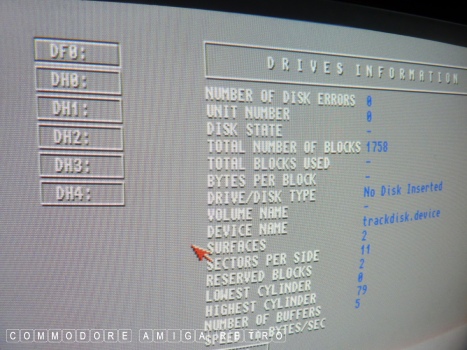 DF0:
DH0:
DH1:
DH2:
DH3:
DH4:
DRIVES INFORMATION
NUMBER OF DISK ERRORS 0
UNIT NUMBER 0
DISK STATE -
TOTAL NUMBER OF BLOCKS 1758
TOTAL BLOCKS USED -
BYTES PER BLOCK -
DRIVE/DISK TYPE No Disk Inserted
VOLUME NAME -
DEVICE NAME trackdisk.device
SURFACES 2
SECTORS PER SIDE 11
RESERVED BLOCKS 2
LOWEST CYLINDER 0
HIGHEST CYLINDER 79
NUMBER OF BUFFERS 5
BYTES/SEC
COMMODORE AMIGA RETRO